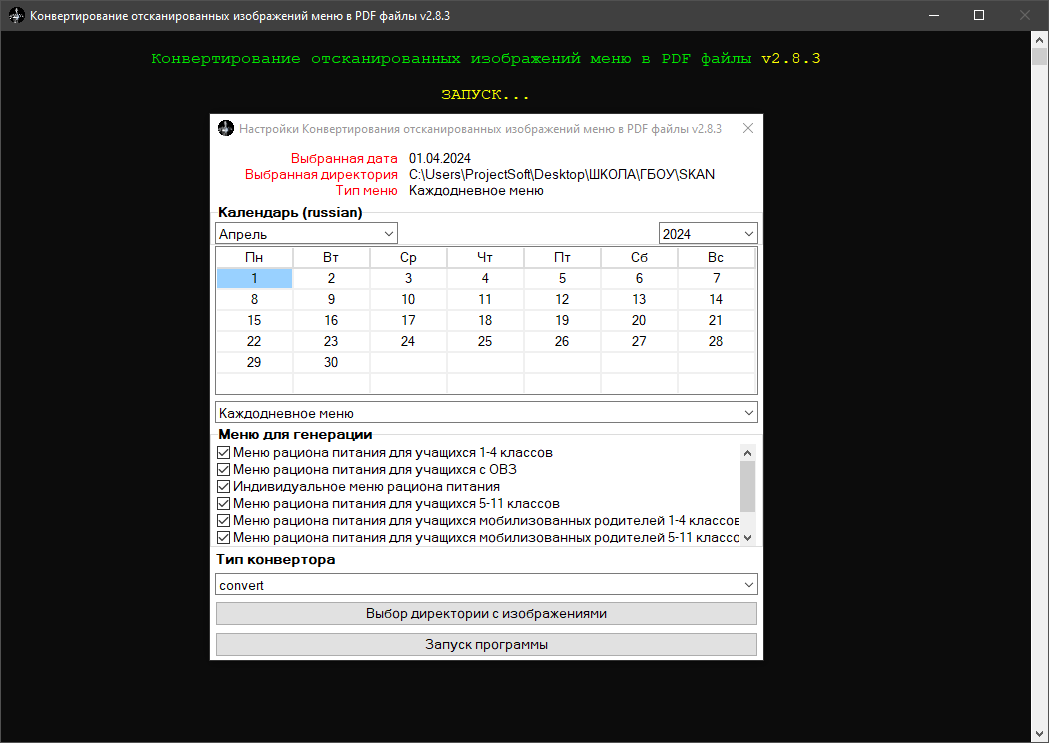 Конвертирование отсканированных изображений меню в PDF файлы v2.8.3
Конвертирование отсканированных изображений меню в PDF файлы v2.8.3
ЗАПУСК...
Настройки Конвертирования отсканированных изображений меню в PDF файлы v2.8.3
Выбранная дата 01.04.2024
Выбранная директория C:\Users\ProjectSoft\Desktop\ШКОЛА\ГБОУ\SKAN
Тип меню Каждодневное меню
Календарь (russian)
Апрель 2024
Пн Вт Ср Чт Пт Сб Вс
1 2 3 4 5 6 7
8 9 10 11 12 13 14
15 16 17 18 19 20 21
22 23 24 25 26 27 28
29 30
Каждодневное меню
Меню для генерации
Меню рациона питания для учащихся 1-4 классов
Меню рациона питания для учащихся с ОВЗ
Индивидуальное меню рациона питания
Меню рациона питания для учащихся 5-11 классов
Меню рациона питания для учащихся мобилизованных родителей 1-4 классов
Меню рациона питания для учащихся мобилизованных родителей 5-11 классо
Тип конвертора
convert
Выбор директории с изображениями
Запуск программы